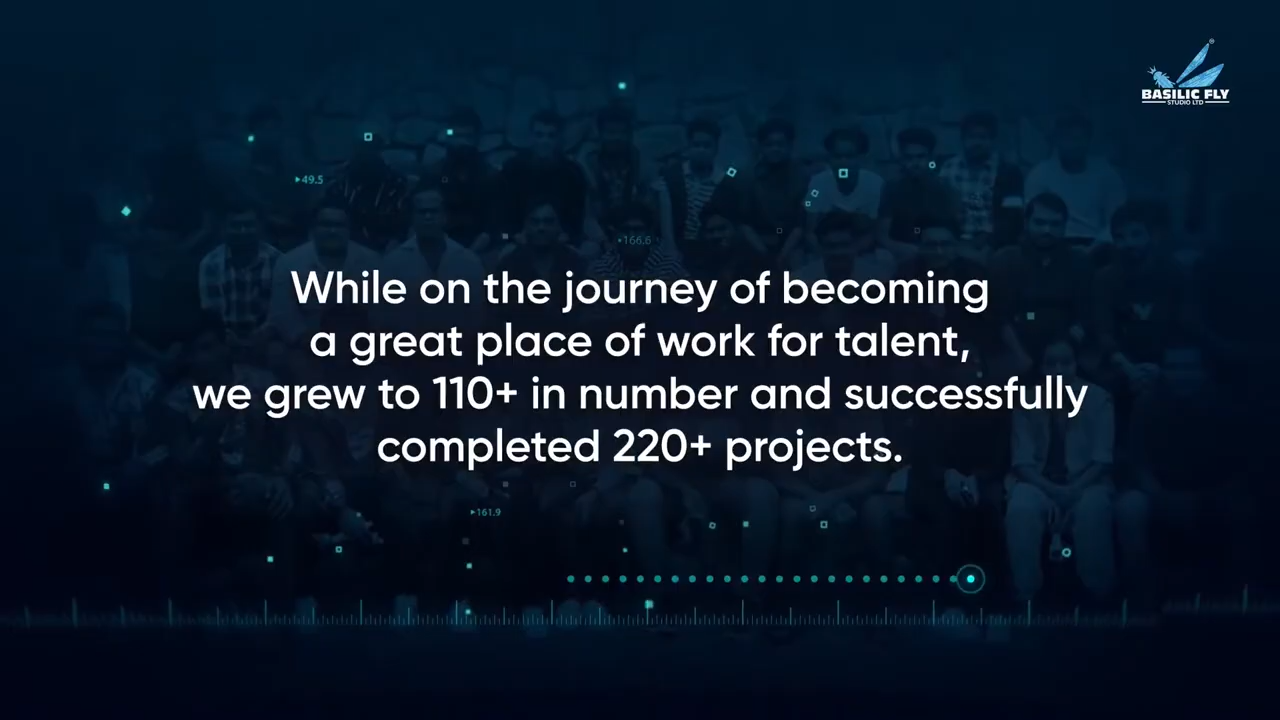 BASILIC FLY
STUDIO LTD
49.5
166.6
While on the journey of becoming
a great place of work for talent,
we grew to 110+ in number and successfully
completed 220+ projects.
161.9